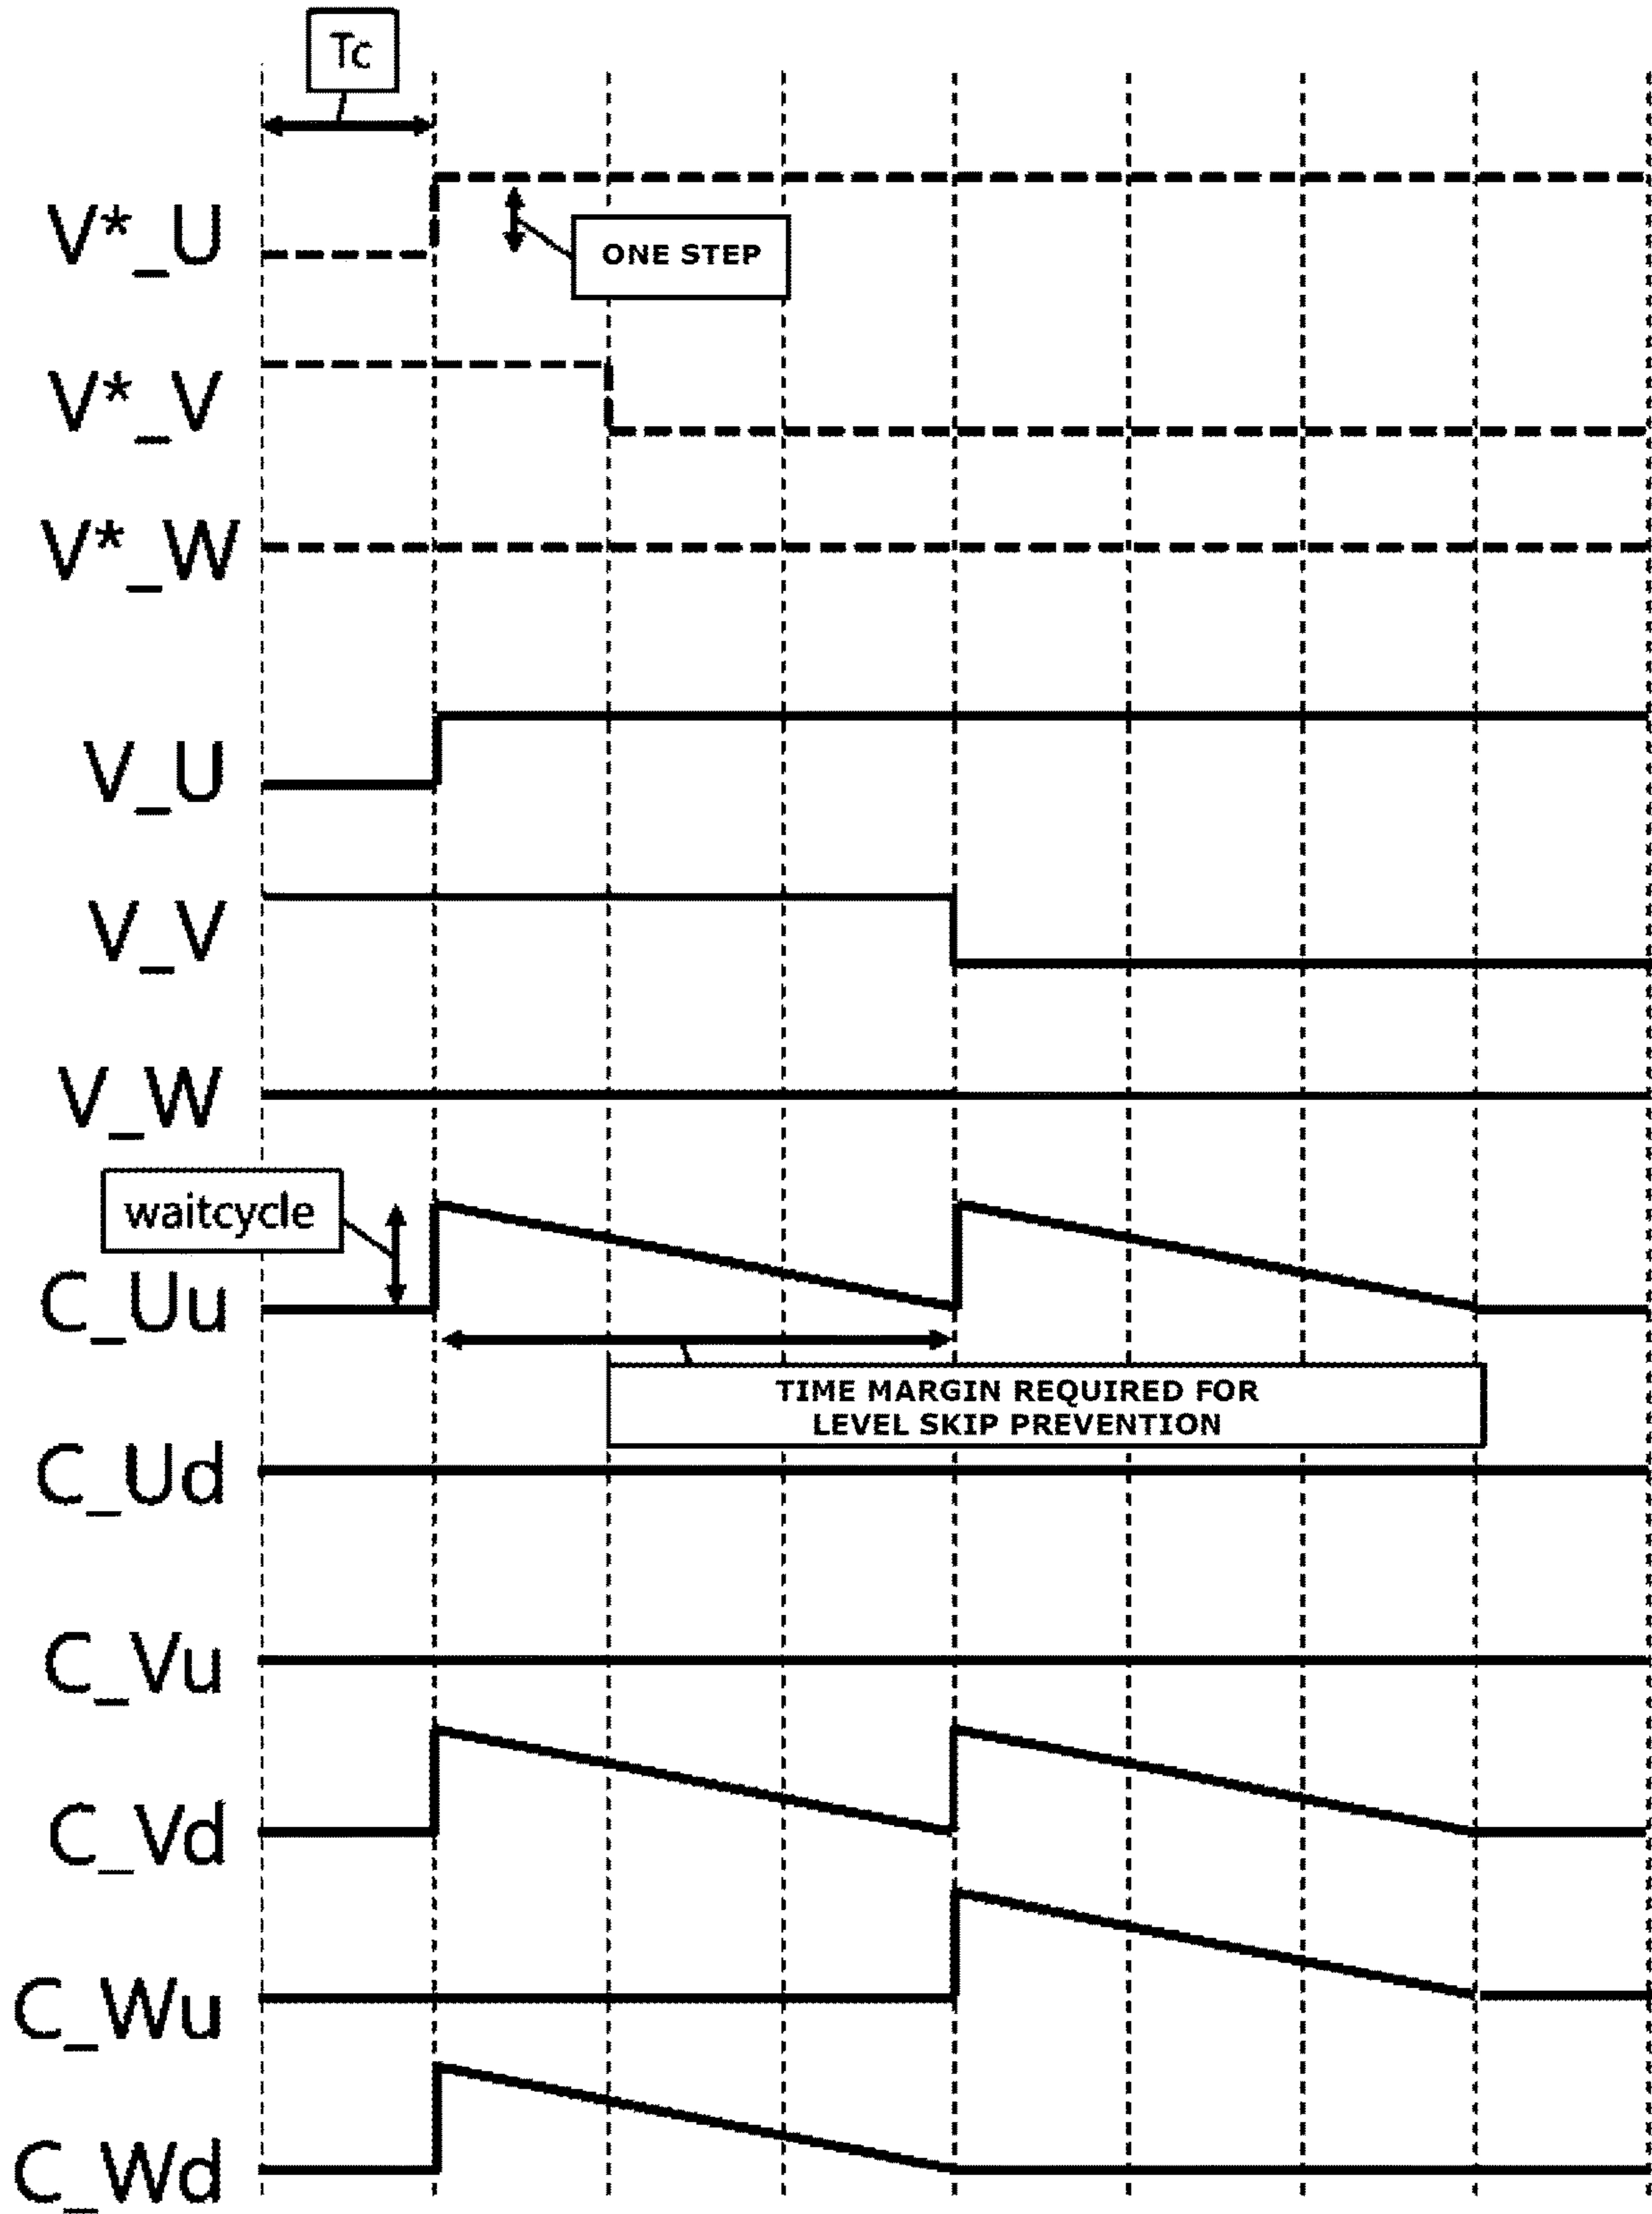 Tc
V*_U
ONE STEP
V*_V
V*_W
V_U
V_V
V_W
waitcycle
C_Uu
TIME MARGIN REQUIRED FOR
LEVEL SKIP PREVENTION
C_Ud
C_Vu
C_Vd
C_Wu
C_Wd